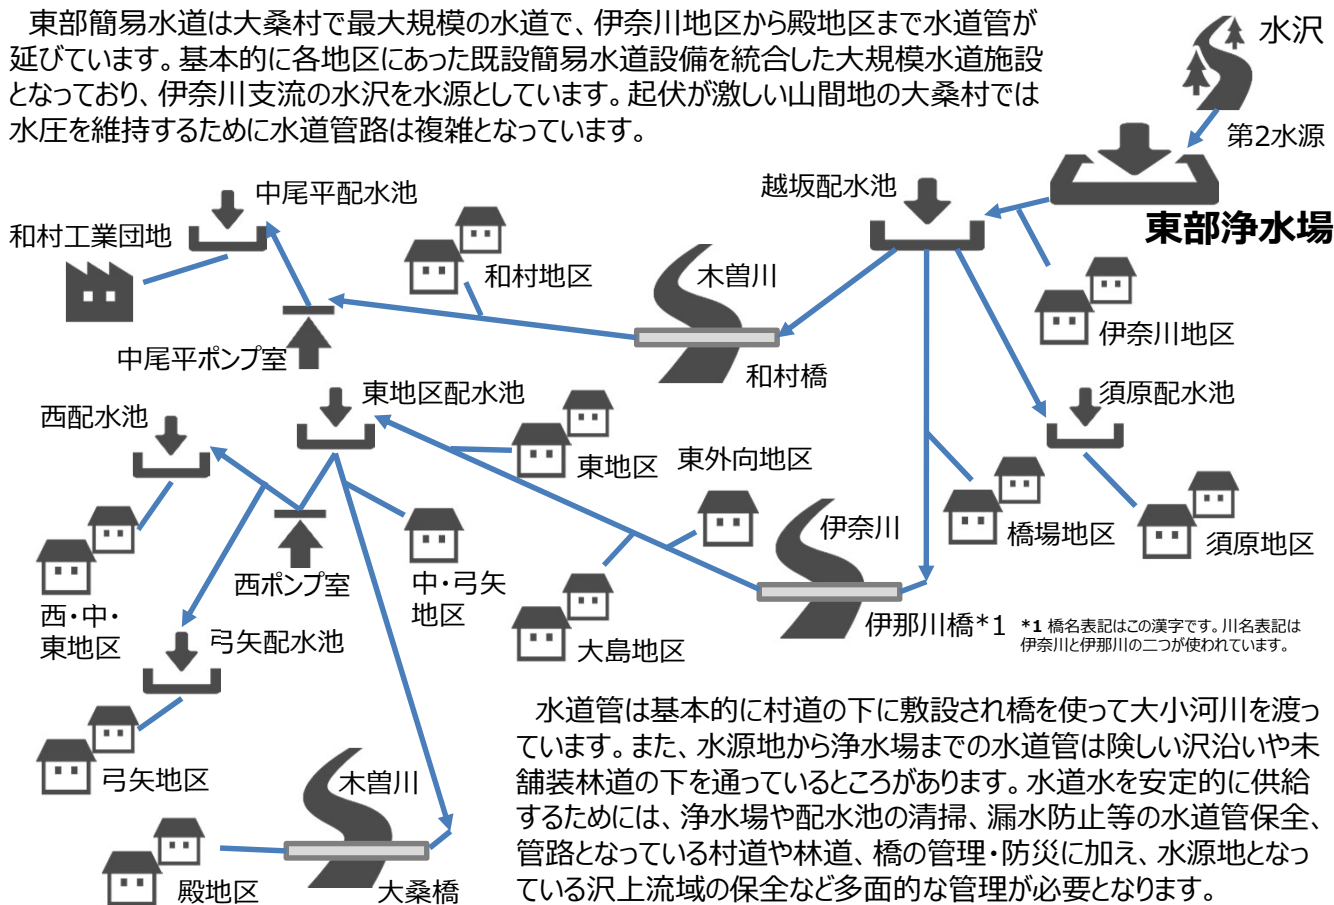 東部簡易水道は大桑村で最大規模の水道で、伊奈川地区から殿地区まで水道管が
延びています。基本的に各地区にあった既設簡易水道設備を統合した大規模水道施設
となっており、伊奈川支流の水沢を水源としています。起伏が激しい山間地の大桑村では
水圧を維持するために水道管路は複雑となっています。
水沢
第2水源
東部浄水場
越坂配水池
中尾平配水池
和村工業団地
和村地区
木曽川
伊奈川地区
中尾平ポンプ室
和村橋
東地区配水池
須原配水池
西配水池
東地区
東外向地区
伊奈川
橋場地区
須原地区
西ポンプ室
中・弓矢
地区
西・中・
東地区
弓矢配水池
大島地区
伊那川橋*1
*1 橋名表記はこの漢字です。川名表記は
伊奈川と伊那川の二つが使われています。
弓矢地区
木曽川
殿地区
大桑橋
水道管は基本的に村道の下に敷設され橋を使って大小河川を渡っ
ています。また、水源地から浄水場までの水道管は険しい沢沿いや未
舗装林道の下を通っているところがあります。水道水を安定的に供給
するためには、浄水場や配水池の清掃、漏水防止等の水道管保全、
管路となっている村道や林道、橋の管理・防災に加え、水源地となっ
ている沢上流域の保全など多面的な管理が必要となります。